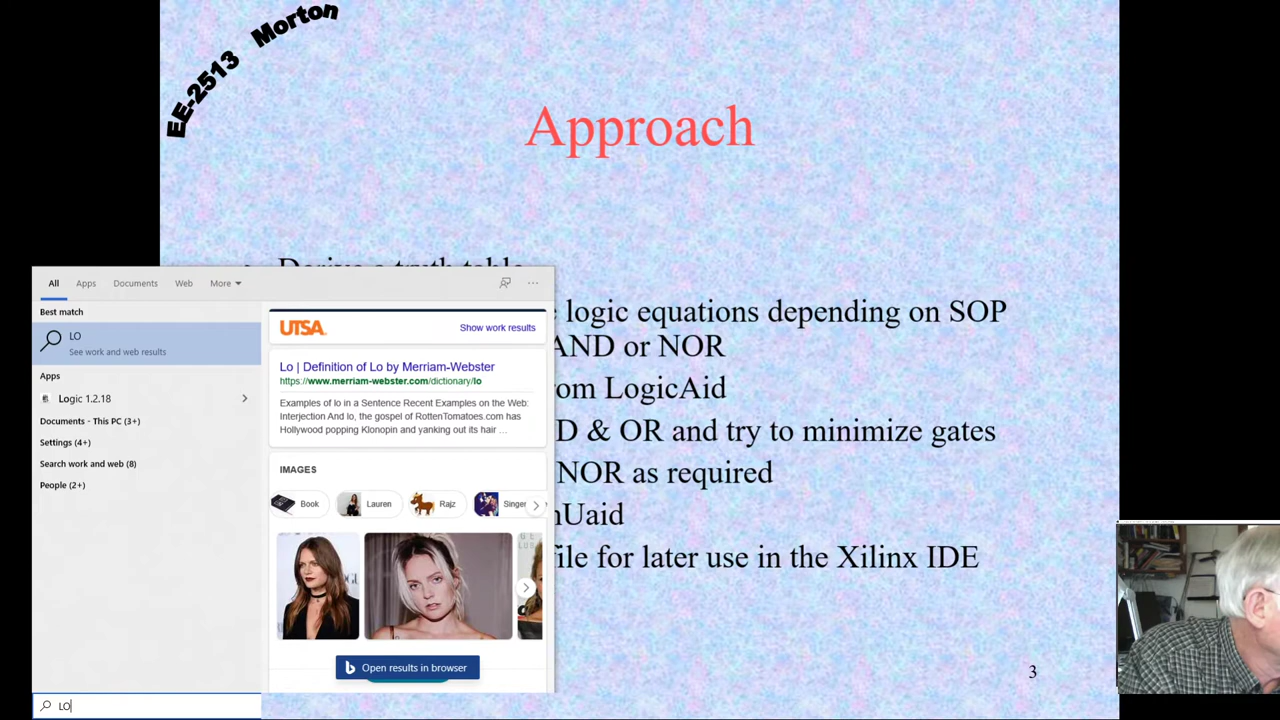 EE-2513 Morton
Approach
Derive a truth table
logic equations depending on SOP
AND or NOR
om LogicAid
D & OR and try to minimize gates
NOR as required
Uaid
file for later use in the Xilinx IDE
3
All Apps Documents Web More
Best match
LO
See work and web results
Apps
Logic 1.2.18
Documents - This PC (3+)
Settings (4+)
Search work and web (8)
People (2+)
UTSA Show work results
Lo | Definition of Lo by Merriam-Webster
https://www.merriam-webster.com/dictionary/lo
Examples of lo in a Sentence Recent Examples on the Web:
Interjection And lo, the gospel of RottenTomatoes.com has
Hollywood popping Klonopin and yanking out its hair ...
IMAGES
Book Lauren Rajz Singer
Open results in browser
LO